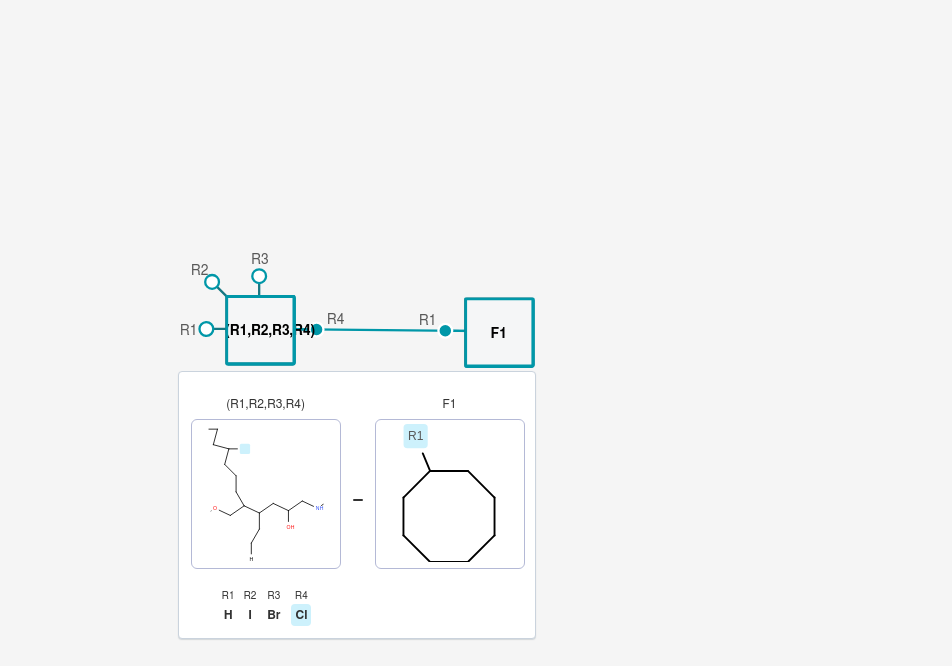 R3
R2
R1 (R1,R2,R3,R4) R4 R1 F1
(R1,R2,R3,R4) F1
R1
OH
H
R1 R2 R3 R4
H I Br Cl